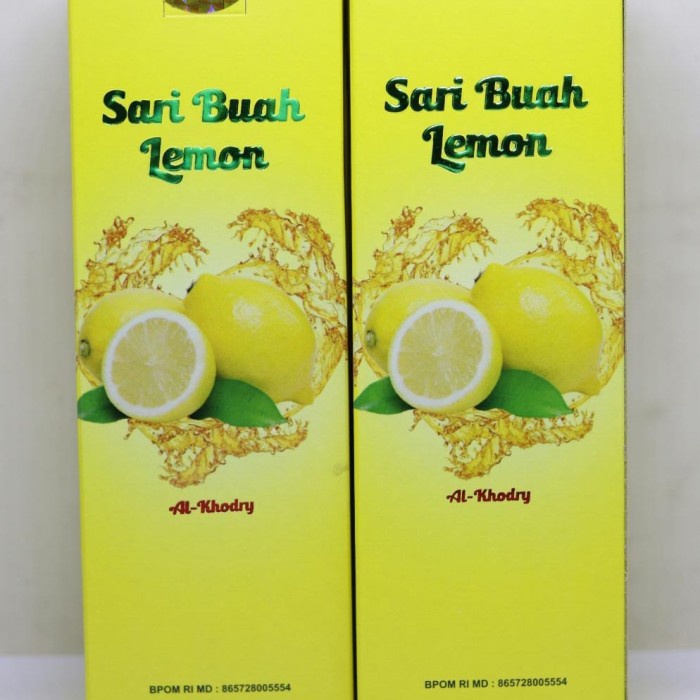 Sari Buah
Lemon
Al-Khodry
BPOM RI MD : 865728005554
Sari Buah
Lemon
Al-Khodry
BPOM RI MD : 865728005554